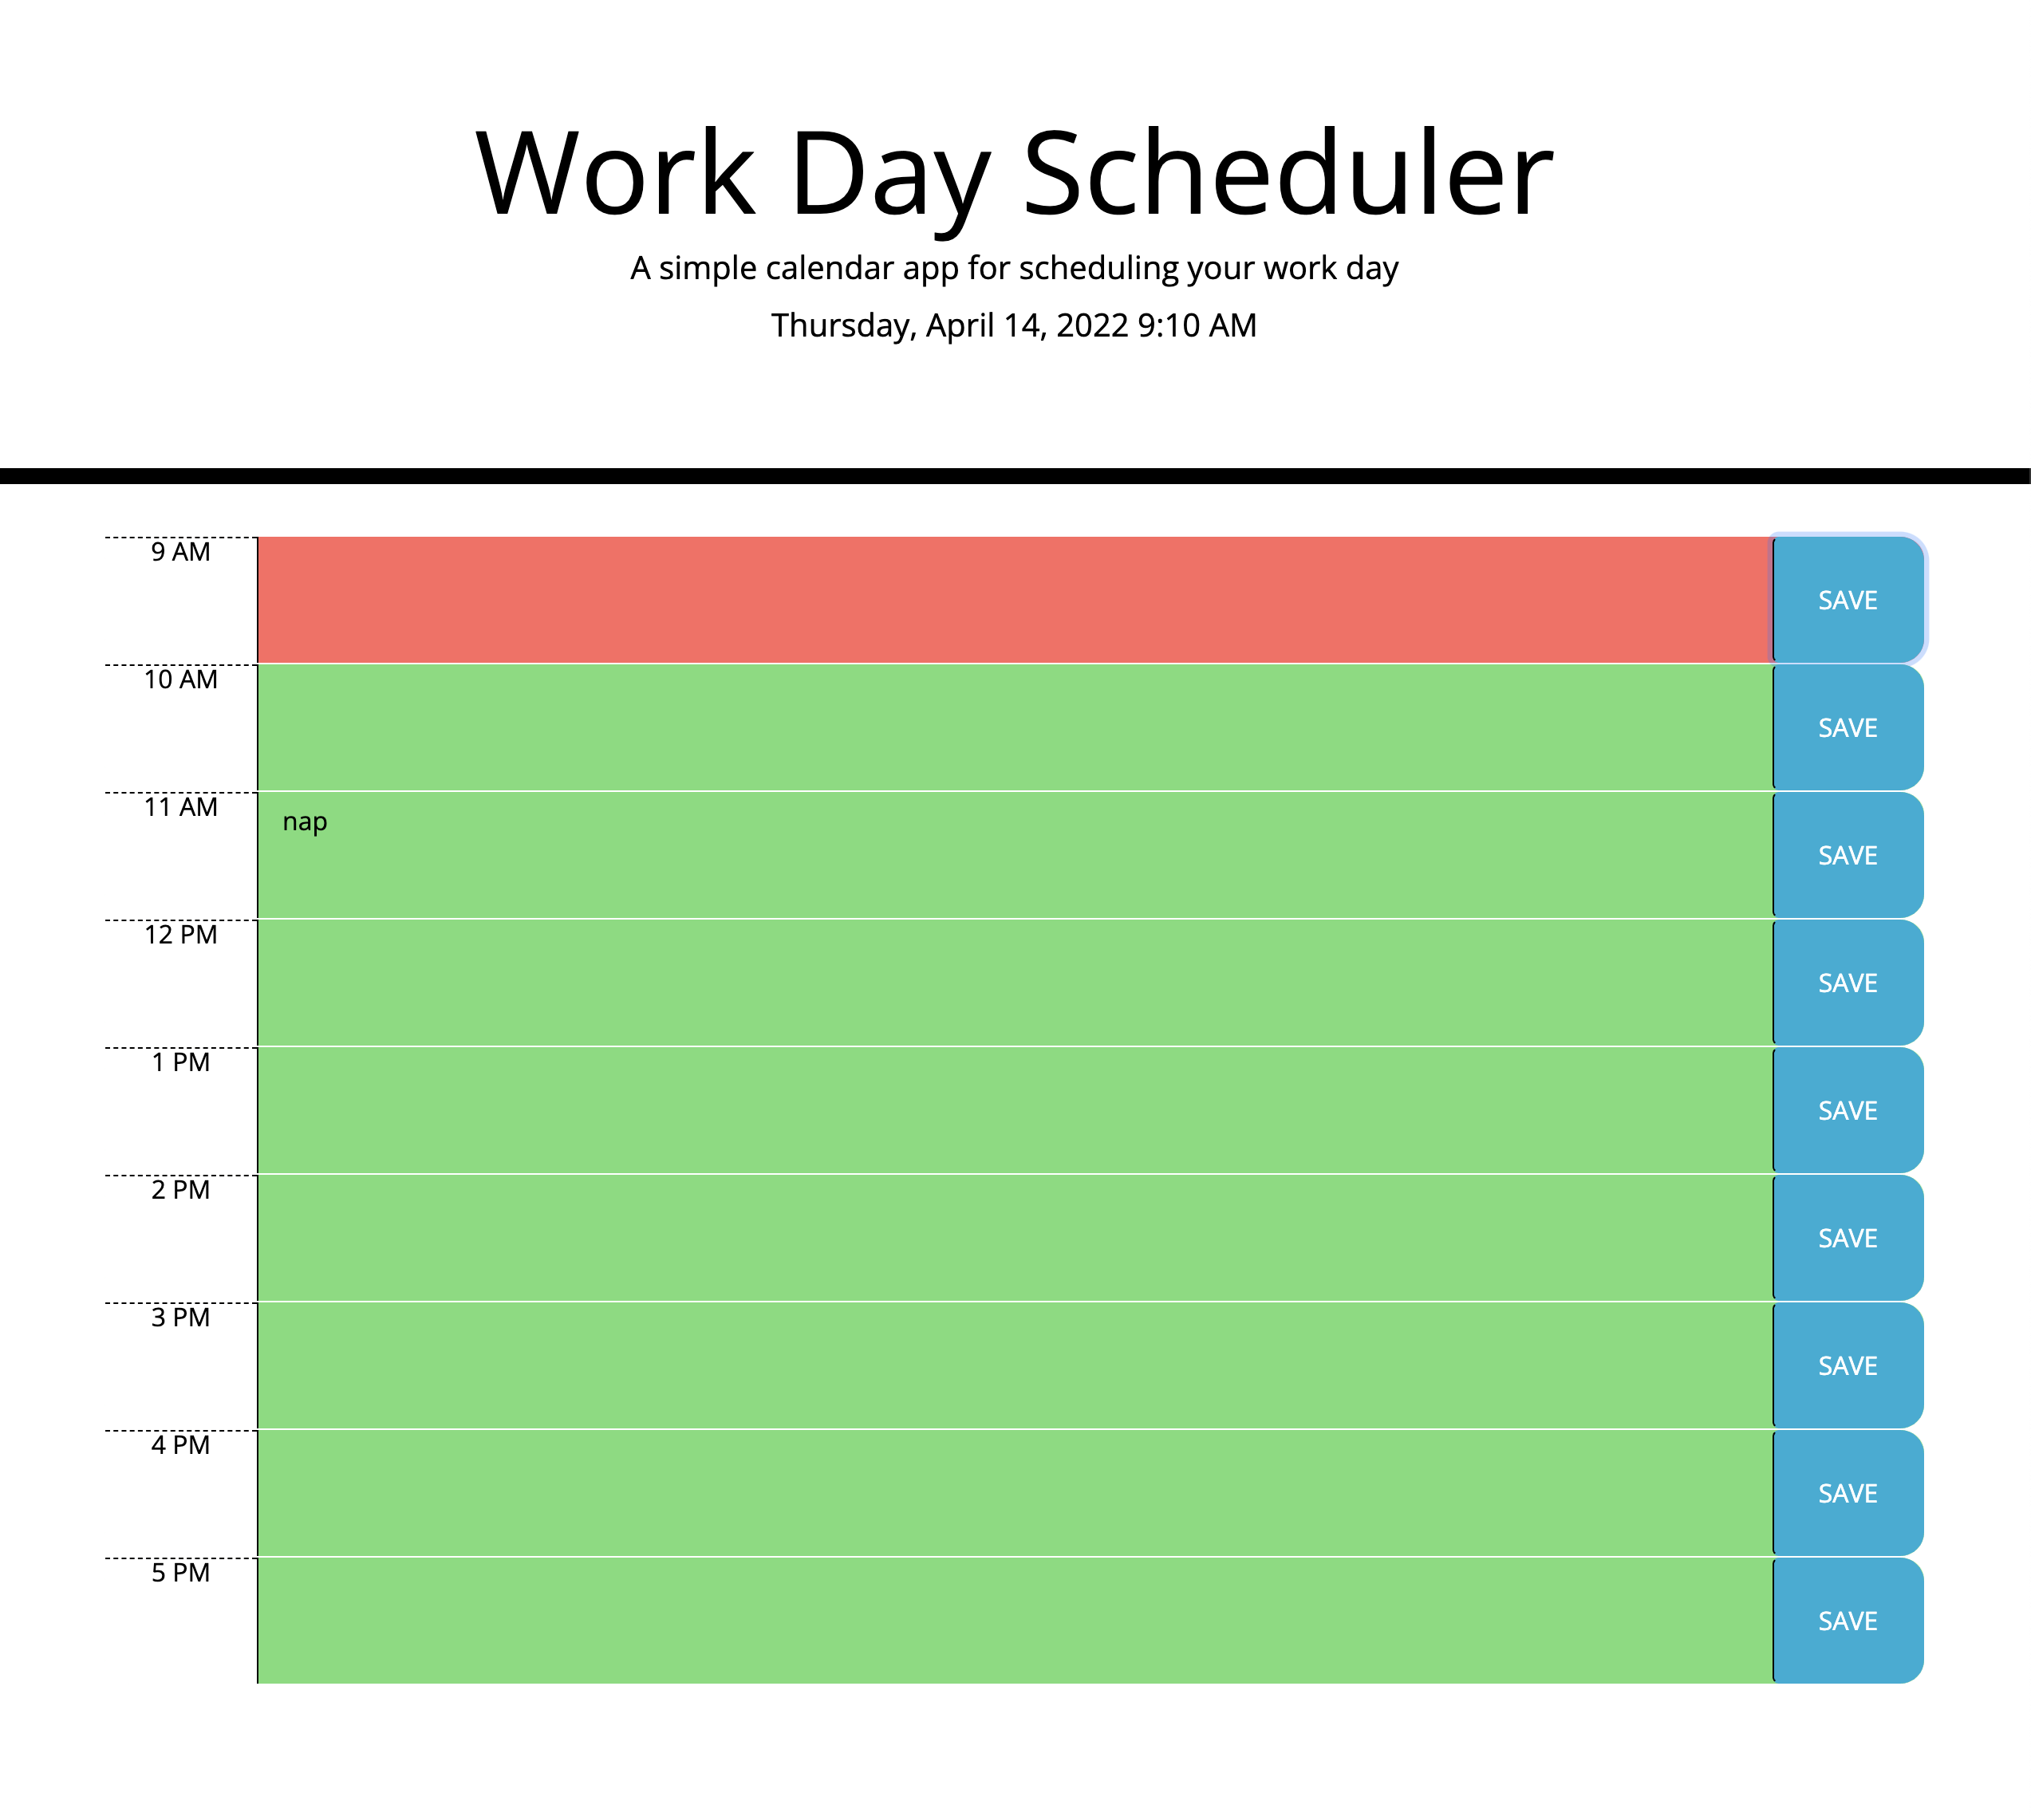 Work Day Scheduler
A simple calendar app for scheduling your work day
Thursday, April 14, 2022 9:10 AM
9 AM
SAVE
10 AM
SAVE
11 AM
nap
SAVE
12 PM
SAVE
1 PM
SAVE
2 PM
SAVE
3 PM
SAVE
4 PM
SAVE
5 PM
SAVE